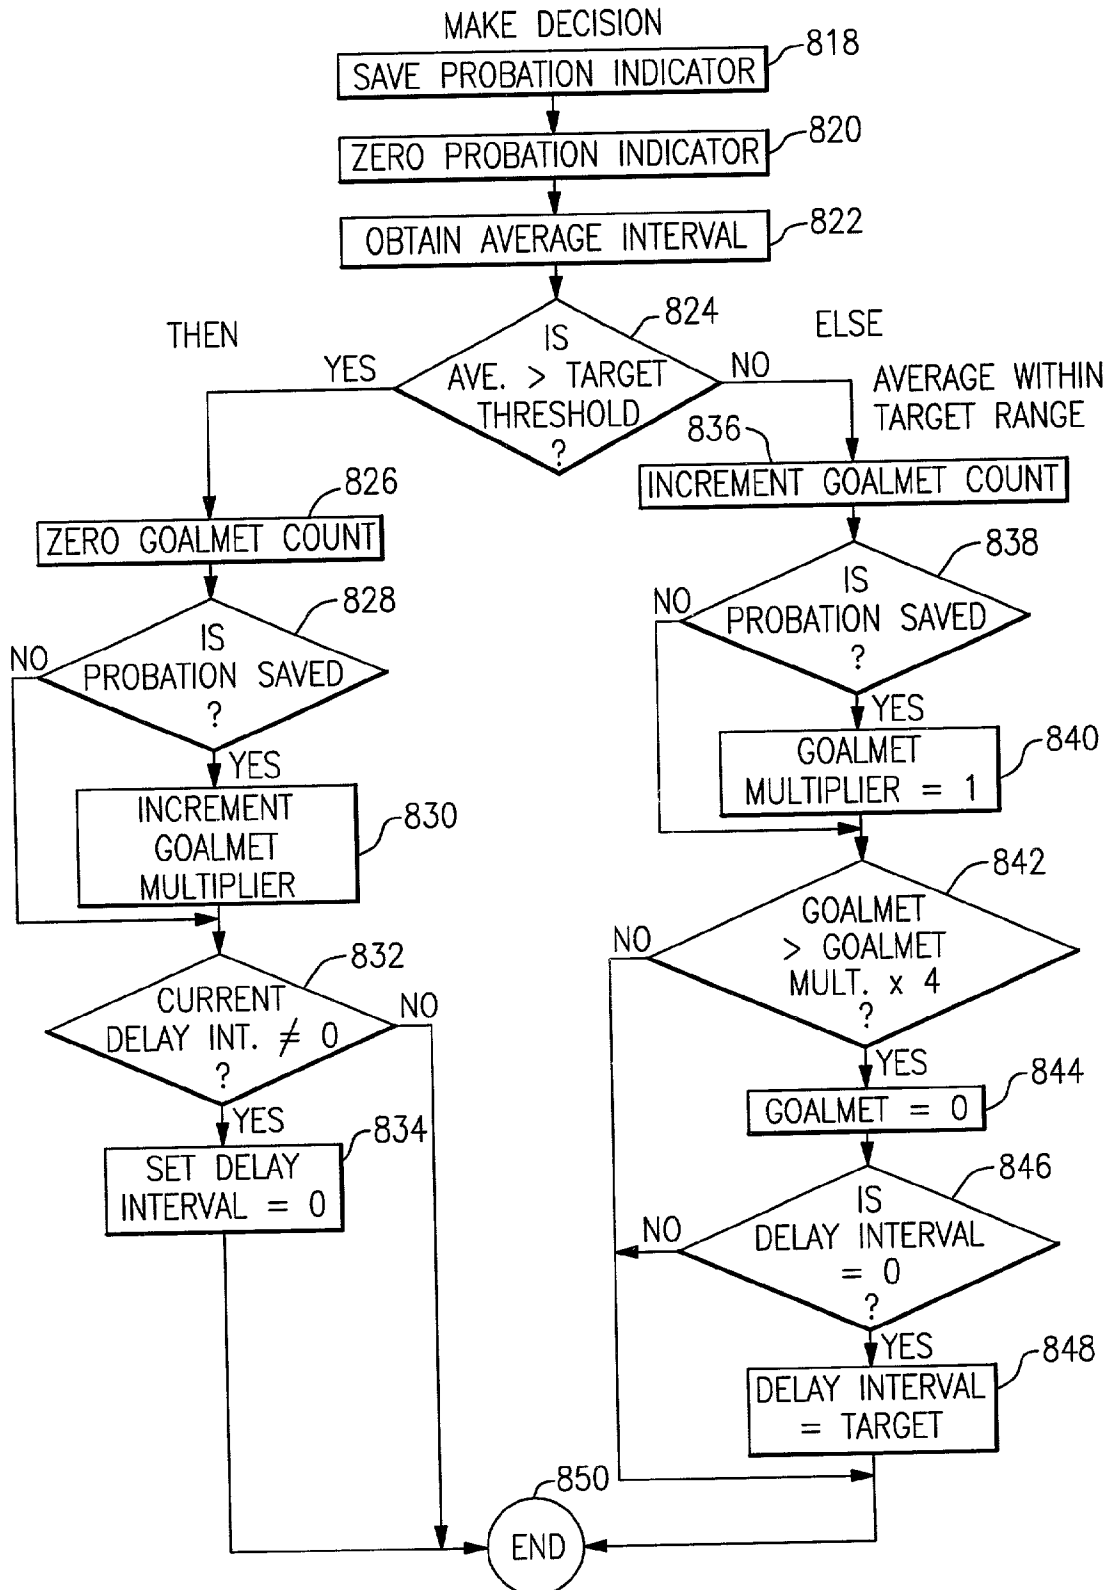 MAKE DECISION
SAVE PROBATION INDICATOR
818
ZERO PROBATION INDICATOR
820
OBTAIN AVERAGE INTERVAL
822
824
IS
AVE. > TARGET
THRESHOLD
?
THEN
YES
ELSE
NO
AVERAGE WITHIN
TARGET RANGE
826
ZERO GOALMET COUNT
828
IS
PROBATION SAVED
?
NO
YES
INCREMENT
GOALMET
MULTIPLIER
830
832
CURRENT
DELAY INT. ≠ 0
?
NO
YES
834
SET DELAY
INTERVAL = 0
836
INCREMENT GOALMET COUNT
838
IS
PROBATION SAVED
?
NO
YES
GOALMET
MULTIPLIER = 1
840
842
GOALMET
> GOALMET
MULT. x 4
?
NO
YES
844
GOALMET = 0
846
IS
DELAY INTERVAL
= 0
?
NO
YES
848
DELAY INTERVAL
= TARGET
850
END